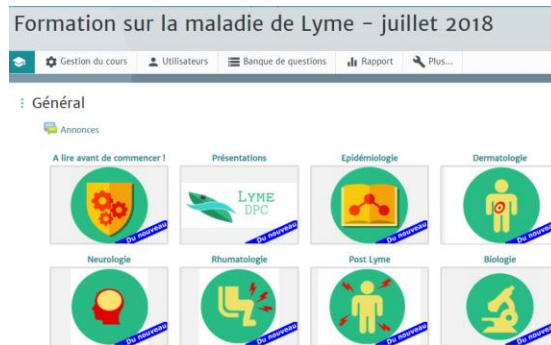 Formation sur la maladie de Lyme - juillet 2018
Gestion du cours Utilisateurs Banque de questions Rapport Plus...
Général
Annonces
A lire avant de commencer ! Présentations Epidémiologie Dermatologie
LYME
DPC
Du nouveau Du nouveau Du nouveau Du nouveau
Neurologie Rhumatologie Post Lyme Biologie
Du nouveau Du nouveau Du nouveau Du nouveau